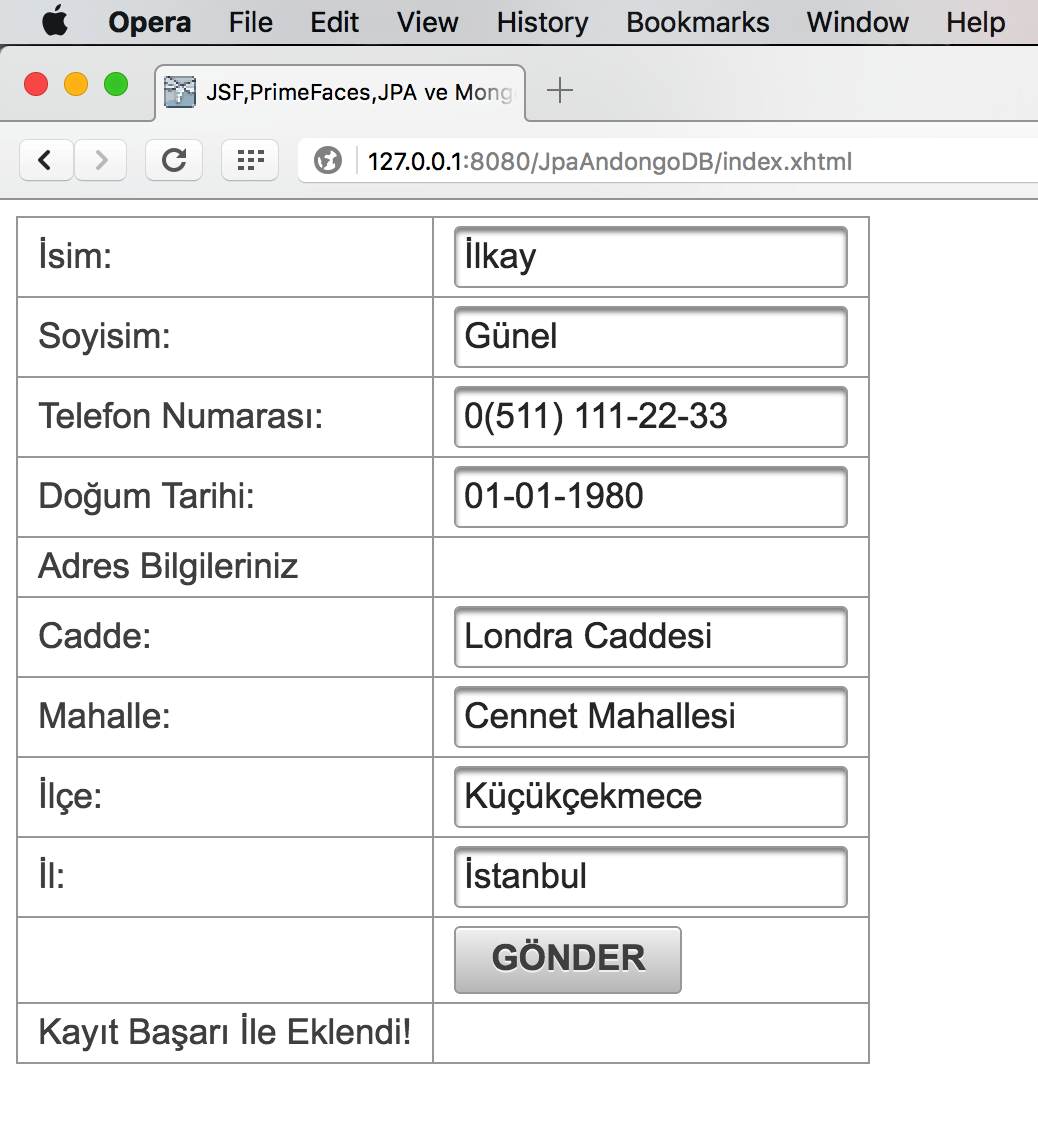 Opera File Edit View History Bookmarks Window Help
JSF,PrimeFaces,JPA ve Mong
127.0.0.1:8080/JpaAndongoDB/index.xhtml
İsim: İlkay
Soyisim: Günel
Telefon Numarası: 0(511) 111-22-33
Doğum Tarihi: 01-01-1980
Adres Bilgileriniz
Cadde: Londra Caddesi
Mahalle: Cennet Mahallesi
İlçe: Küçükçekmece
İl: İstanbul
GÖNDER
Kayıt Başarı İle Eklendi!